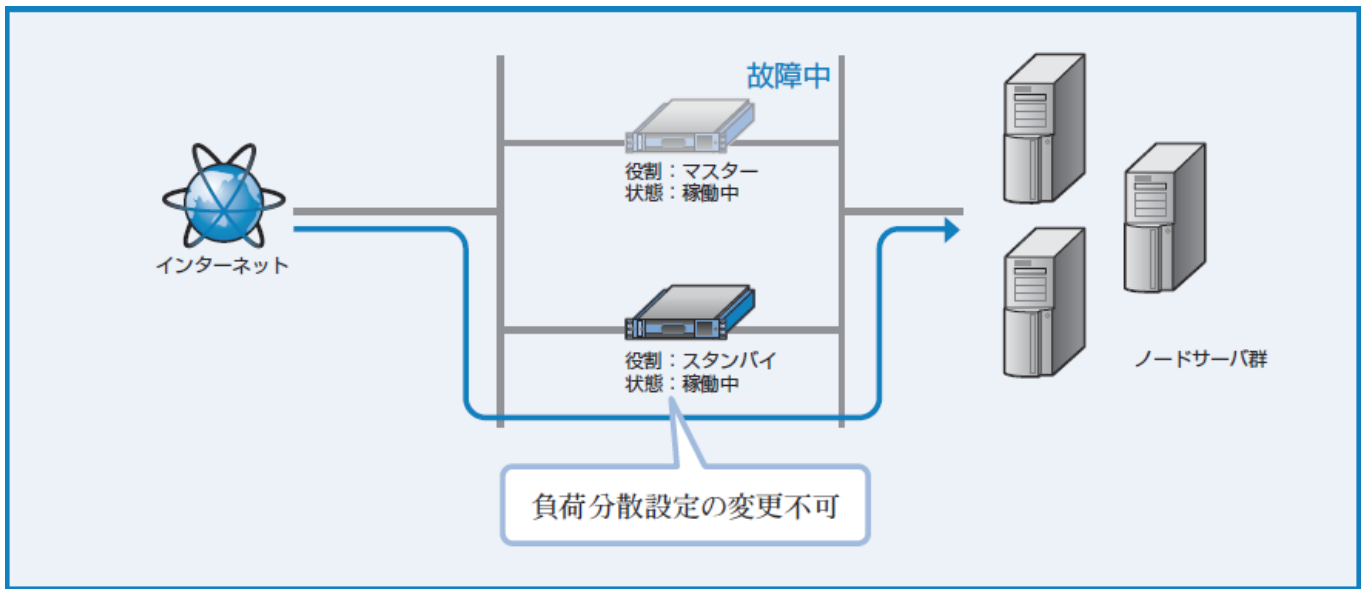 故障中
役割：マスター
状態：稼働中
インターネット
役割：スタンバイ
状態：稼働中
ノードサーバ群
負荷分散設定の変更不可